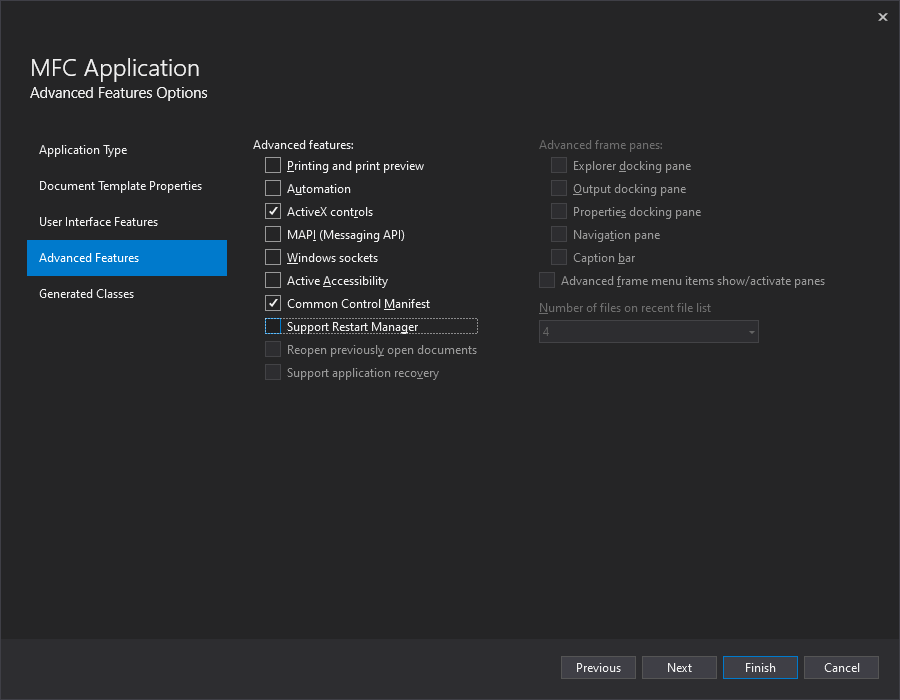 MFC Application
Advanced Features Options
Application Type
Document Template Properties
User Interface Features
Advanced Features
Generated Classes
Advanced features:
Printing and print preview
Automation
ActiveX controls
MAPI (Messaging API)
Windows sockets
Active Accessibility
Common Control Manifest
Support Restart Manager
Reopen previously open documents
Support application recovery
Advanced frame panes:
Explorer docking pane
Output docking pane
Properties docking pane
Navigation pane
Caption bar
Advanced frame menu items show/activate panes
Number of files on recent file list
4
Previous
Next
Finish
Cancel